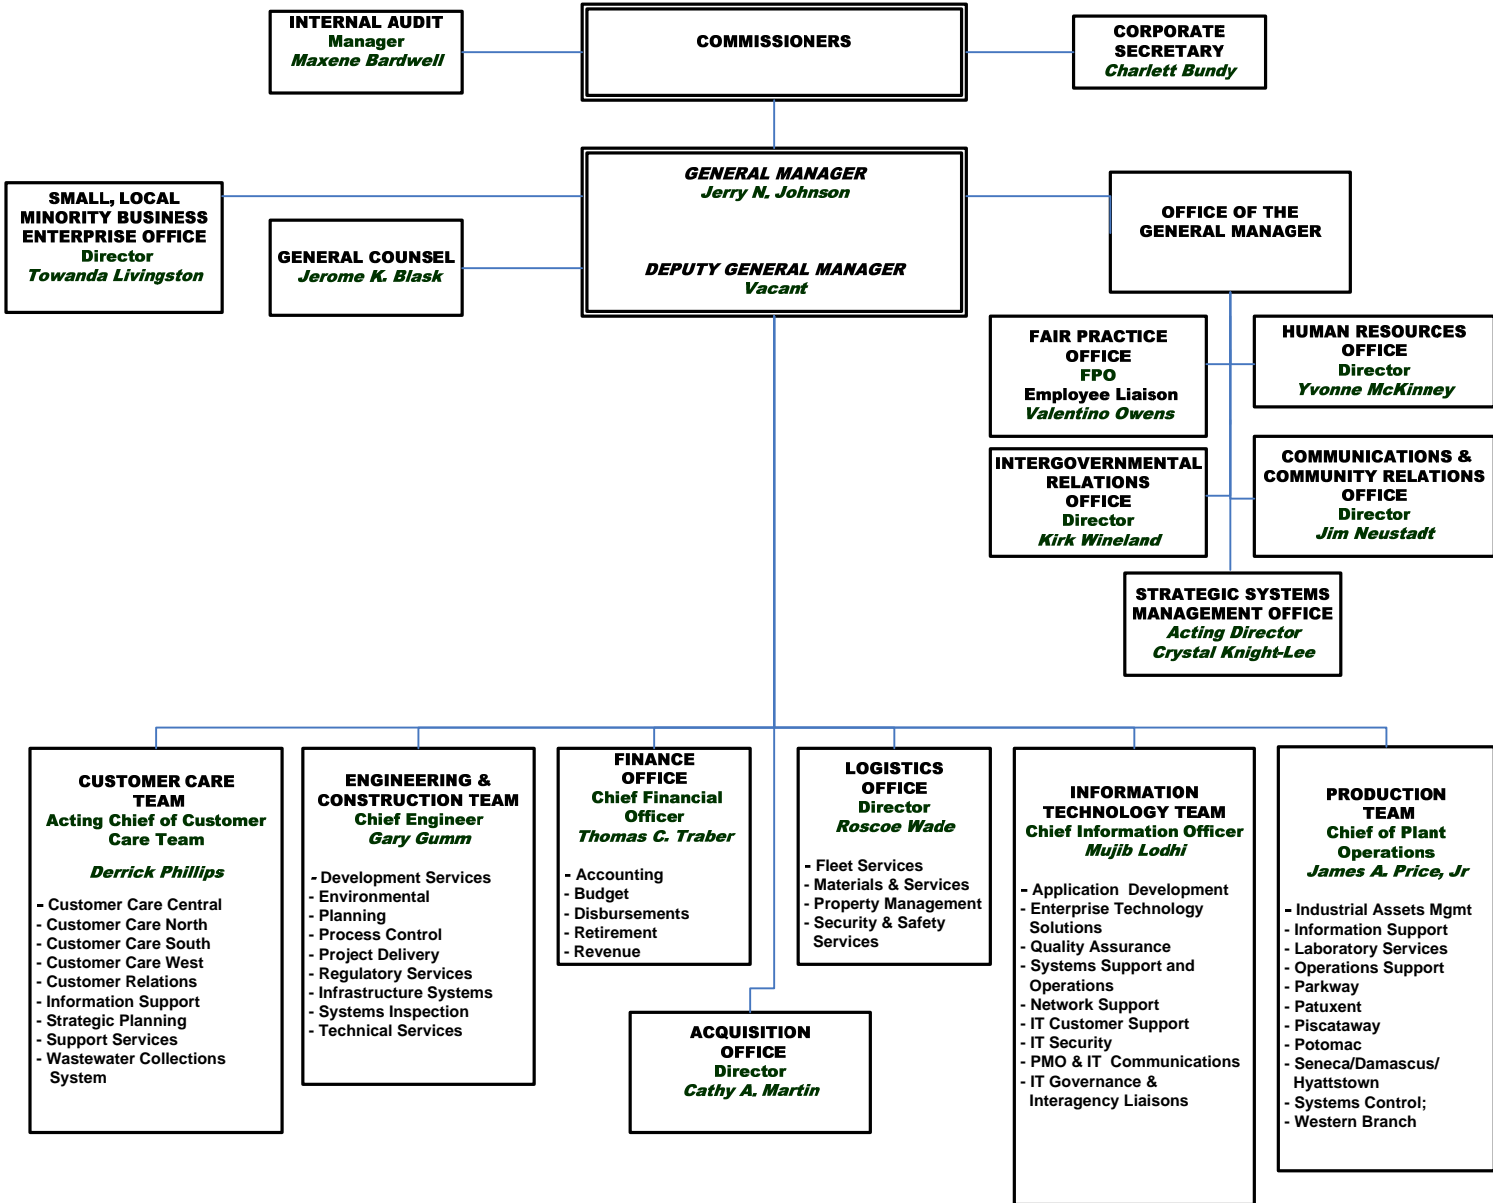 INTERNAL AUDIT
Manager
Maxene Bardwell
COMMISSIONERS
CORPORATE
SECRETARY
Charlett Bundy
GENERAL MANAGER
Jerry N. Johnson
DEPUTY GENERAL MANAGER
Vacant
SMALL, LOCAL
MINORITY BUSINESS
ENTERPRISE OFFICE
Director
Towanda Livingston
GENERAL COUNSEL
Jerome K. Blask
OFFICE OF THE
GENERAL MANAGER
FAIR PRACTICE
OFFICE
FPO
Employee Liaison
Valentino Owens
HUMAN RESOURCES
OFFICE
Director
Yvonne McKinney
INTERGOVERNMENTAL
RELATIONS
OFFICE
Director
Kirk Wineland
COMMUNICATIONS &
COMMUNITY RELATIONS
OFFICE
Director
Jim Neustadt
STRATEGIC SYSTEMS
MANAGEMENT OFFICE
Acting Director
Crystal Knight-Lee
CUSTOMER CARE
TEAM
Acting Chief of Customer
Care Team
Derrick Phillips
- Customer Care Central
- Customer Care North
- Customer Care South
- Customer Care West
- Customer Relations
- Information Support
- Strategic Planning
- Support Services
- Wastewater Collections
System
ENGINEERING &
CONSTRUCTION TEAM
Chief Engineer
Gary Gumm
- Development Services
- Environmental
- Planning
- Process Control
- Project Delivery
- Regulatory Services
- Infrastructure Systems
- Systems Inspection
- Technical Services
FINANCE
OFFICE
Chief Financial
Officer
Thomas C. Traber
- Accounting
- Budget
- Disbursements
- Retirement
- Revenue
LOGISTICS
OFFICE
Director
Roscoe Wade
- Fleet Services
- Materials & Services
- Property Management
- Security & Safety
Services
INFORMATION
TECHNOLOGY TEAM
Chief Information Officer
Mujib Lodhi
- Application Development
- Enterprise Technology
Solutions
- Quality Assurance
- Systems Support and
Operations
- Network Support
- IT Customer Support
- IT Security
- PMO & IT Communications
- IT Governance &
Interagency Liaisons
PRODUCTION
TEAM
Chief of Plant
Operations
James A. Price, Jr
- Industrial Assets Mgmt
- Information Support
- Laboratory Services
- Operations Support
- Parkway
- Patuxent
- Piscataway
- Potomac
- Seneca/Damascus/
Hyattstown
- Systems Control;
- Western Branch
ACQUISITION
OFFICE
Director
Cathy A. Martin